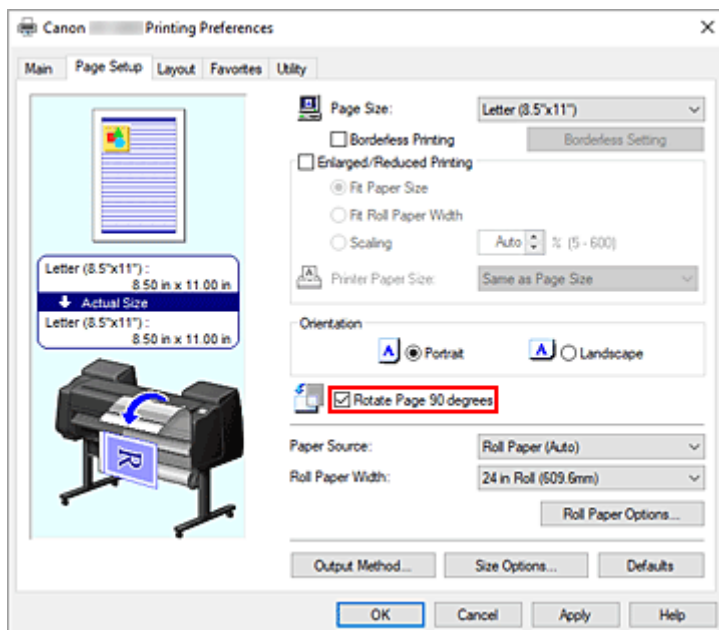 Canon Printing Preferences
Main Page Setup Layout Favorites Utility
Page Size: Letter (8.5"x11")
Borderless Printing Borderless Setting
Enlarged/Reduced Printing
Fit Paper Size
Fit Roll Paper Width
Scaling Auto % (5 - 600)
Printer Paper Size: Same as Page Size
Letter (8.5"x11") :
8.50 in x 11.00 in
Actual Size
Letter (8.5"x11") :
8.50 in x 11.00 in
Orientation
A Portrait A Landscape
Rotate Page 90 degrees
R
Paper Source: Roll Paper (Auto)
Roll Paper Width: 24 in Roll (609.6mm)
Roll Paper Options...
Output Method... Size Options... Defaults
OK Cancel Apply Help